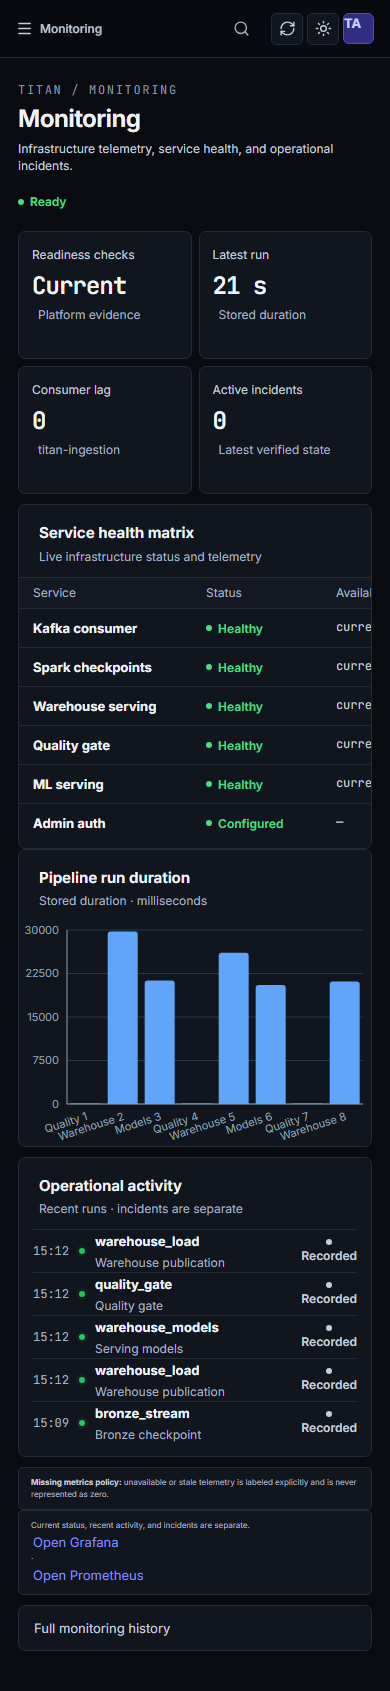 Monitoring
TA
TITAN / MONITORING
Monitoring
Infrastructure telemetry, service health, and operational
incidents.
Ready
Readiness checks
Current
Platform evidence
Latest run
21 s
Stored duration
Consumer lag
0
titan-ingestion
Active incidents
0
Latest verified state
Service health matrix
Live infrastructure status and telemetry
Service Status Availal
Kafka consumer Healthy curre
Spark checkpoints Healthy curre
Warehouse serving Healthy curre
Quality gate Healthy curre
ML serving Healthy curre
Admin auth Configured —
Pipeline run duration
Stored duration · milliseconds
30000
22500
15000
7500
0
Quality 1
Warehouse 2
Models 3
Quality 4
Warehouse 5
Models 6
Quality 7
Warehouse 8
Operational activity
Recent runs · incidents are separate
15:12 warehouse_load Recorded
Warehouse publication
15:12 quality_gate Recorded
Quality gate
15:12 warehouse_models Recorded
Serving models
15:12 warehouse_load Recorded
Warehouse publication
15:09 bronze_stream Recorded
Bronze checkpoint
Missing metrics policy: unavailable or stale telemetry is labeled explicitly and is never
represented as zero.
Current status, recent activity, and incidents are separate.
Open Grafana
·
Open Prometheus
Full monitoring history